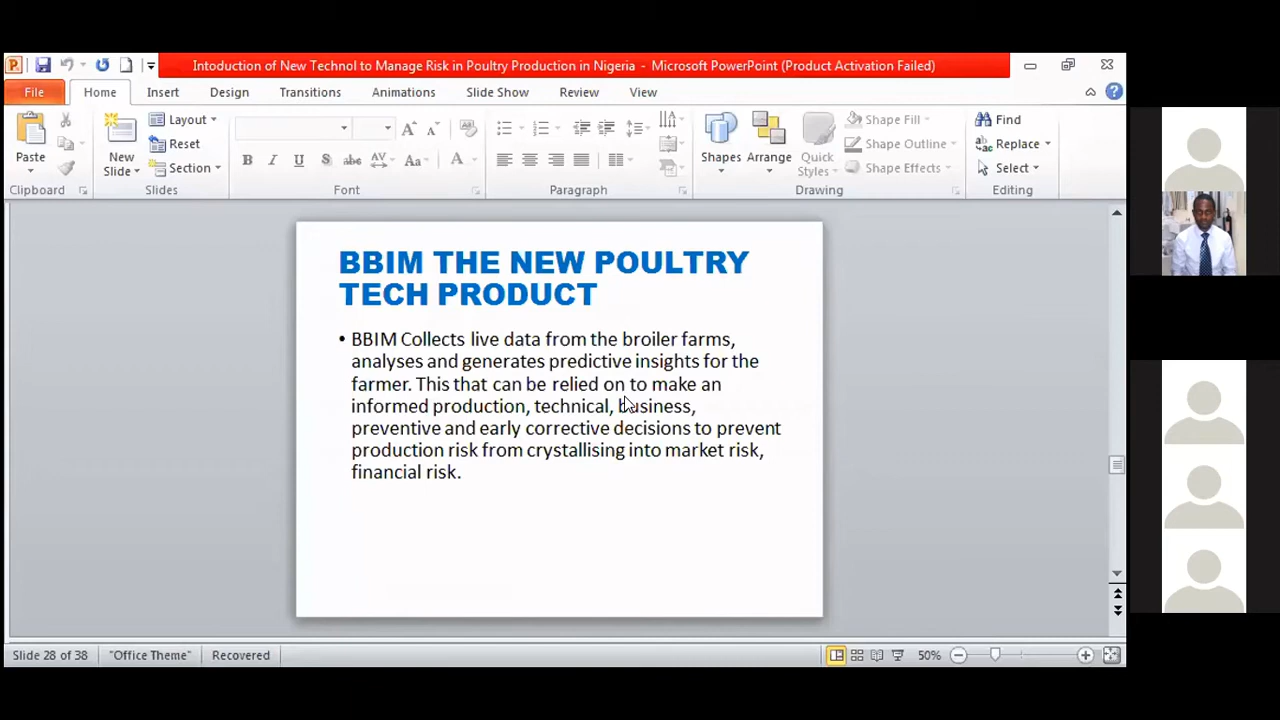 Intoduction of New Technol to Manage Risk in Poultry Production in Nigeria - Microsoft PowerPoint (Product Activation Failed)
File Home Insert Design Transitions Animations Slide Show Review View
Paste
Clipboard
New Slide
Layout
Reset
Section
Slides
B I U S abc AV Aa A
Font
Paragraph
Shapes
Arrange
Quick Styles
Shape Fill
Shape Outline
Shape Effects
Drawing
Find
Replace
Select
Editing
BBIM THE NEW POULTRY
TECH PRODUCT
• BBIM Collects live data from the broiler farms,
analyses and generates predictive insights for the
farmer. This that can be relied on to make an
informed production, technical, business,
preventive and early corrective decisions to prevent
production risk from crystallising into market risk,
financial risk.
Slide 28 of 38 "Office Theme" Recovered 50%